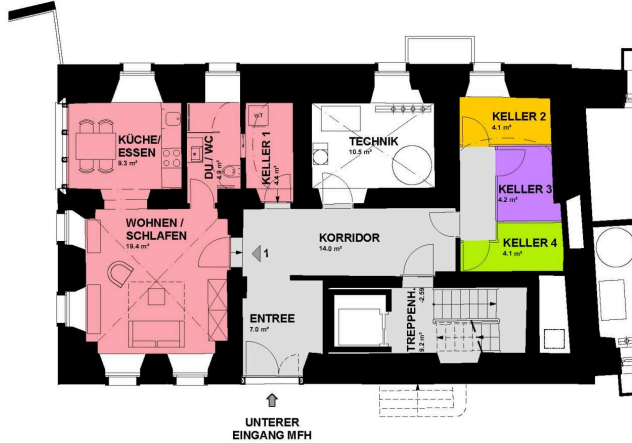 KÜCHE/
ESSEN
9.3 m²
DU / WC
4.9 m²
WT
KELLER 1
4.4 m²
TECHNIK
10.5 m²
KELLER 2
4.1 m²
KELLER 3
4.2 m²
KELLER 4
4.1 m²
WOHNEN /
SCHLAFEN
19.4 m²
1
KORRIDOR
14.0 m²
ENTREE
7.0 m²
TREPPENH.
9.2 m²
-2.59
UNTERER
EINGANG MFH